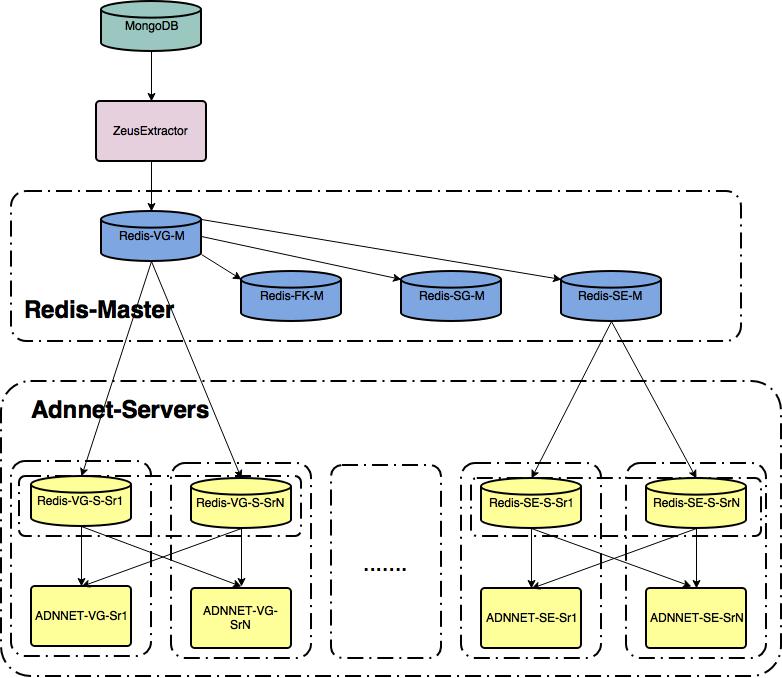 MongoDB
ZeusExtractor
Redis-VG-M
Redis-FK-M
Redis-SG-M
Redis-SE-M
Redis-Master
Adnnet-Servers
Redis-VG-S-Sr1
Redis-VG-S-SrN
Redis-SE-S-Sr1
Redis-SE-S-SrN
.......
ADNNET-VG-Sr1
ADNNET-VG-
SrN
ADNNET-SE-Sr1
ADNNET-SE-SrN